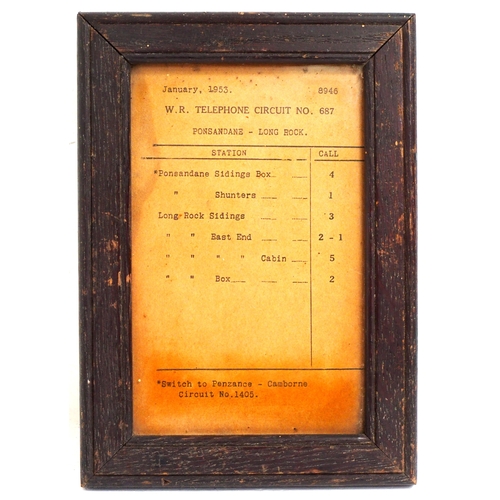 January, 1953. 8946
W.R. TELEPHONE CIRCUIT NO. 687
PONSANDANE - LONG ROCK.
STATION CALL
*Ponsandane Sidings Box 4
" Shunters 1
Long Rock Sidings 3
" " East End 2 - 1
" " " " Cabin 5
" " Box 2
*Switch to Penzance - Camborne
Circuit No.1405.